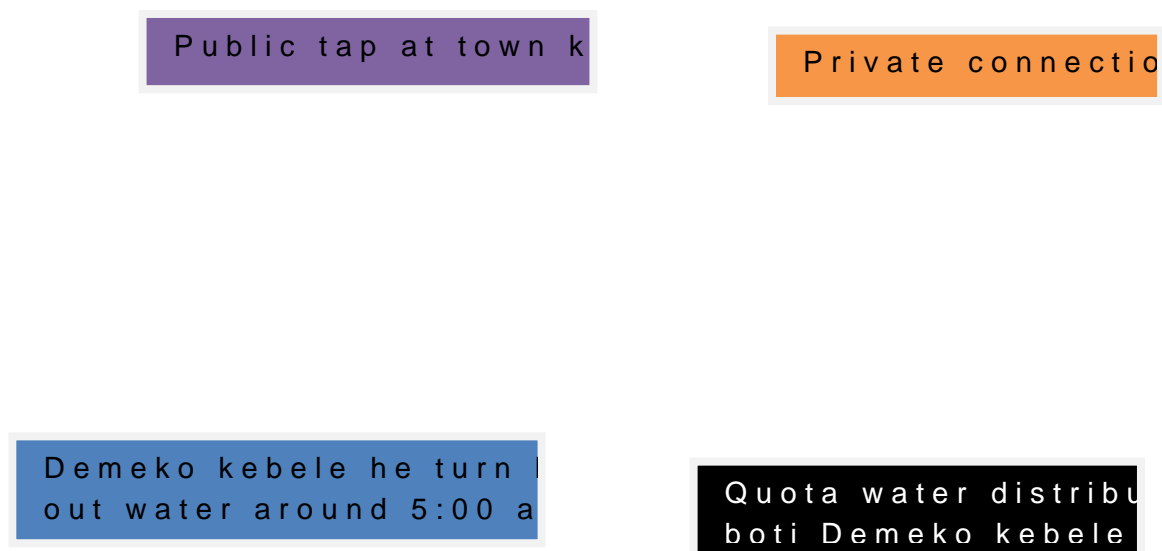 Public tap at town k
Private connectio
Demeko kebele he turn
out water around 5:00 a
Quota water distribu
boti Demeko kebele